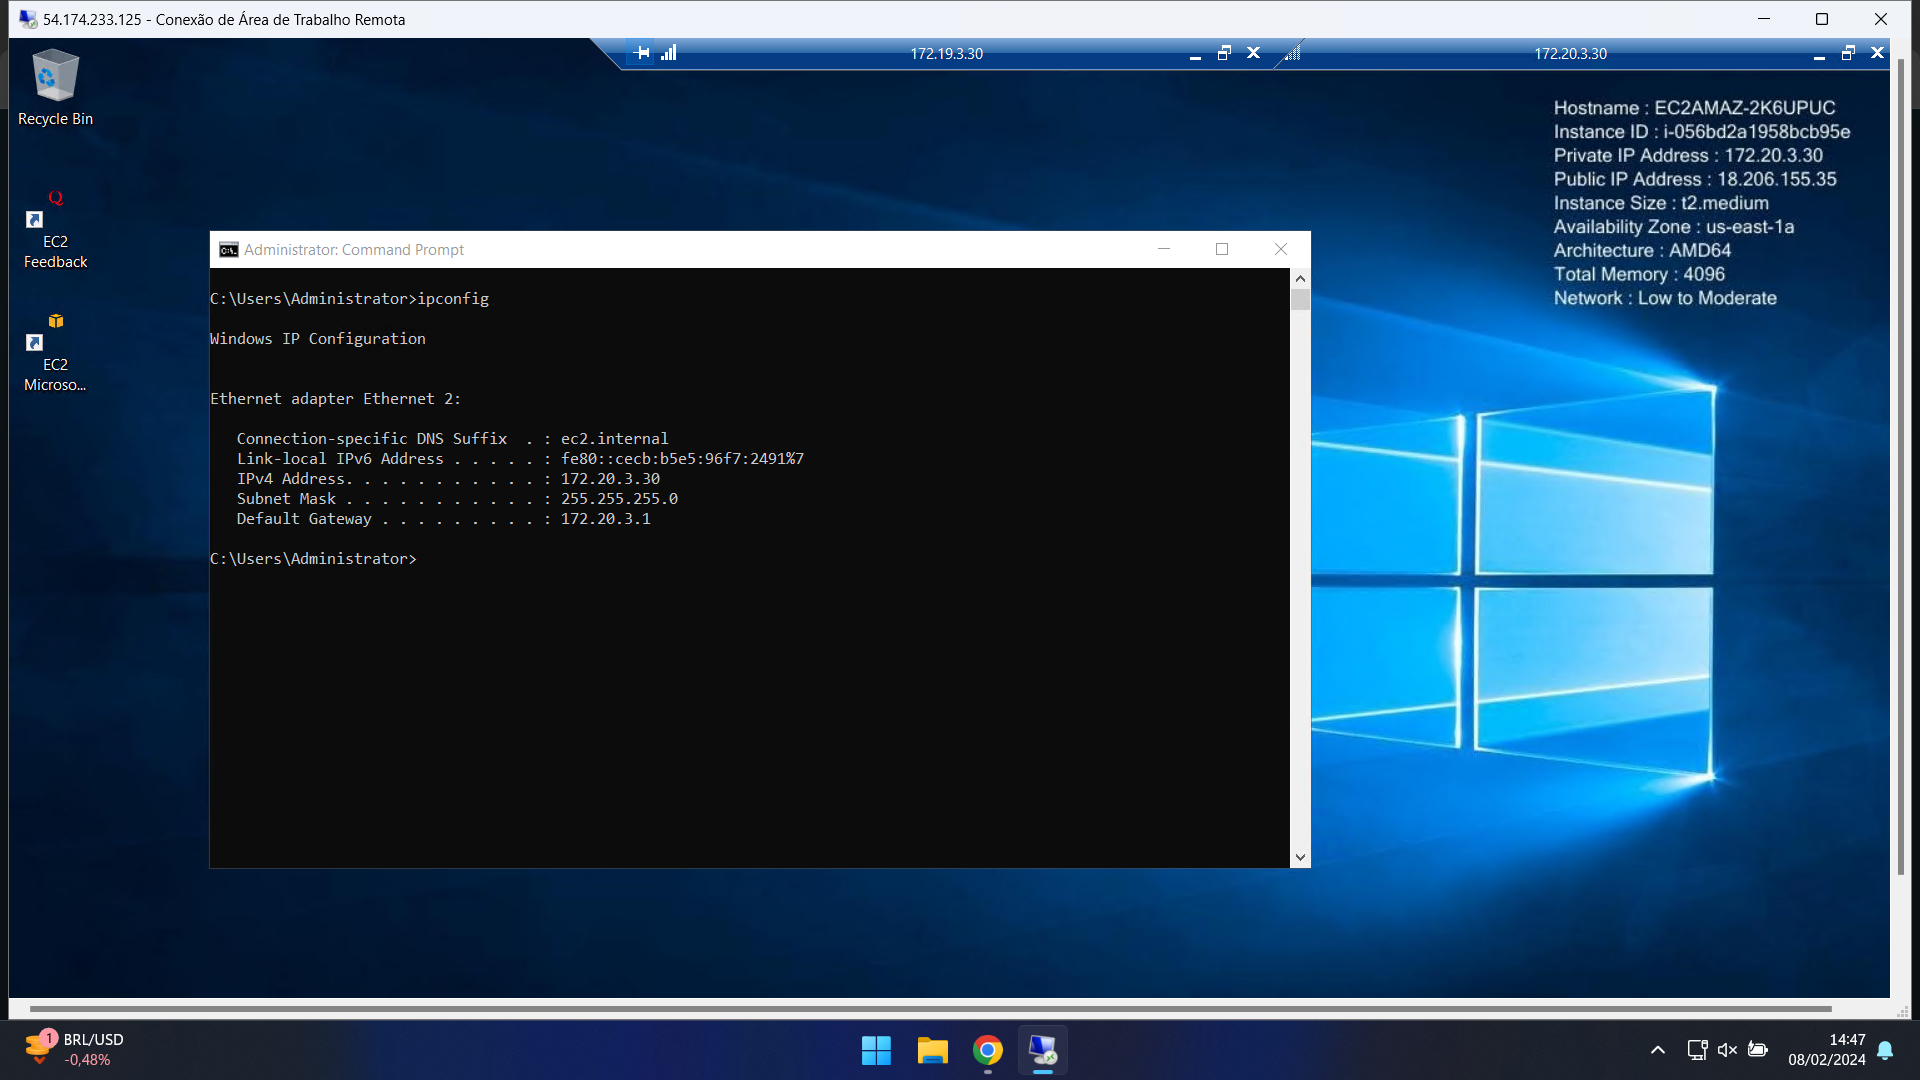 54.174.233.125 - Conexão de Área de Trabalho Remota
172.19.3.30
172.20.3.30
Recycle Bin
EC2
Feedback
EC2
Microso...
Hostname : EC2AMAZ-2K6UPUC
Instance ID : i-056bd2a1958bcb95e
Private IP Address : 172.20.3.30
Public IP Address : 18.206.155.35
Instance Size : t2.medium
Availability Zone : us-east-1a
Architecture : AMD64
Total Memory : 4096
Network : Low to Moderate
Administrator: Command Prompt
C:\Users\Administrator>ipconfig
Windows IP Configuration
Ethernet adapter Ethernet 2:
Connection-specific DNS Suffix  . : ec2.internal
Link-local IPv6 Address . . . . . : fe80::cecb:b5e5:96f7:2491%7
IPv4 Address. . . . . . . . . . . : 172.20.3.30
Subnet Mask . . . . . . . . . . . : 255.255.255.0
Default Gateway . . . . . . . . . : 172.20.3.1
C:\Users\Administrator>
1
BRL/USD
-0,48%
14:47
08/02/2024